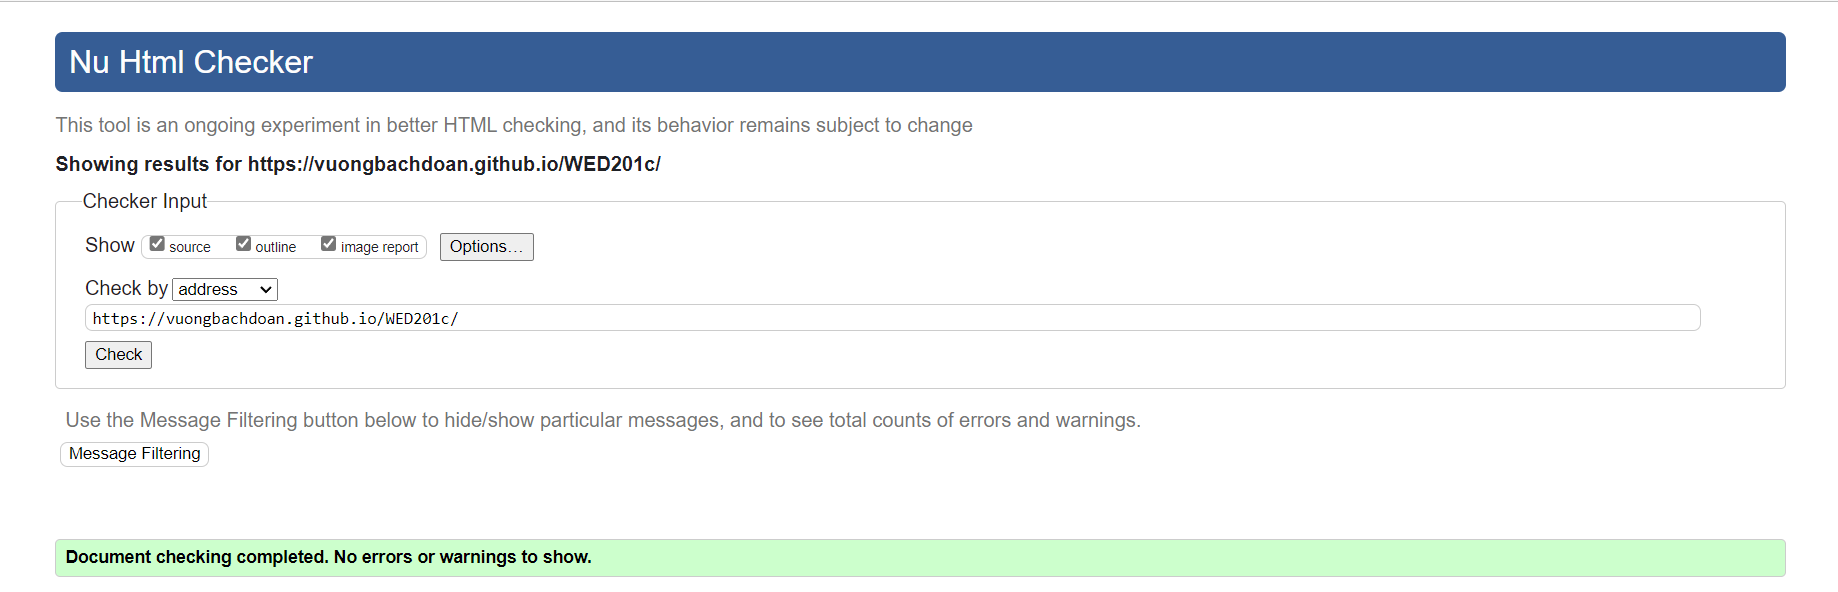 Nu Html Checker
This tool is an ongoing experiment in better HTML checking, and its behavior remains subject to change
Showing results for https://vuongbachdoan.github.io/WED201c/
Checker Input
Show source outline image report Options...
Check by address
https://vuongbachdoan.github.io/WED201c/
Check
Use the Message Filtering button below to hide/show particular messages, and to see total counts of errors and warnings.
Message Filtering
Document checking completed. No errors or warnings to show.